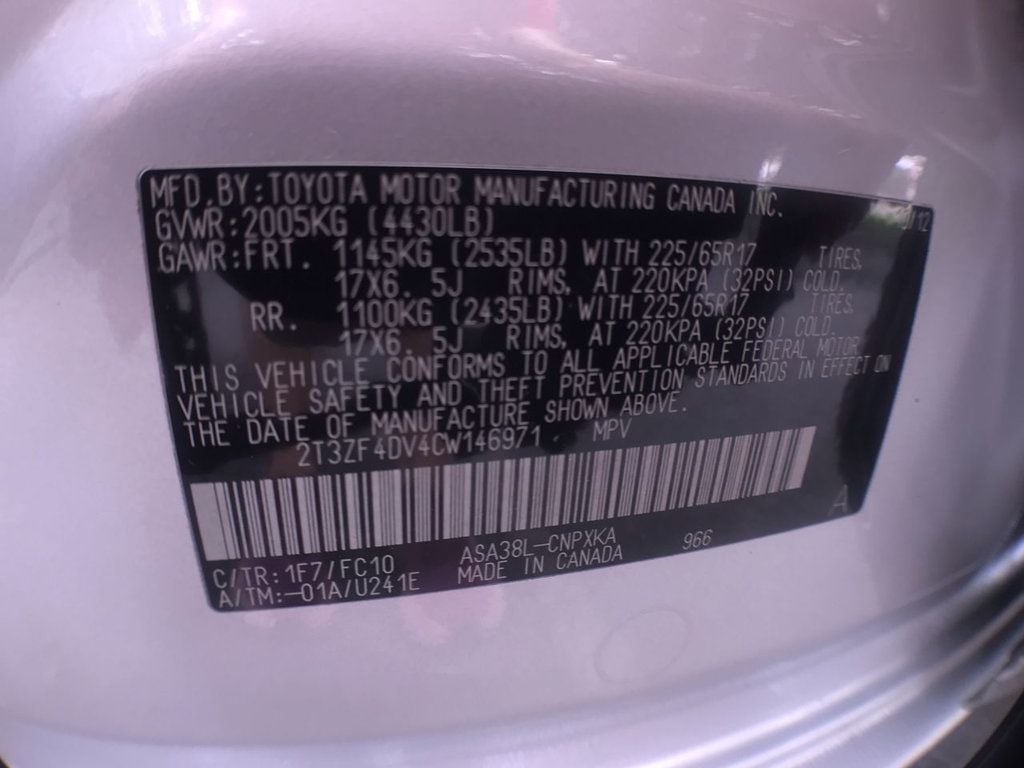 MFD.BY:TOYOTA MOTOR MANUFACTURING CANADA INC.
GVWR:2005KG (4430LB)
GAWR:FRT. 1145KG (2535LB) WITH 225/65R17 TIRES,
17X6.5J RIMS, AT 220KPA (32PSI) COLD.
RR. 1100KG (2435LB) WITH 225/65R17 TIRES,
17X6.5J RIMS, AT 220KPA (32PSI) COLD.
THIS VEHICLE CONFORMS TO ALL APPLICABLE FEDERAL MOTOR
VEHICLE SAFETY AND THEFT PREVENTION STANDARDS IN EFFECT ON
THE DATE OF MANUFACTURE SHOWN ABOVE.
2T3ZF4DV4CW146971 MPV
A
C/TR:1F7/FC10 ASA38L-CNPXKA 966
A/TM:-01A/U241E MADE IN CANADA